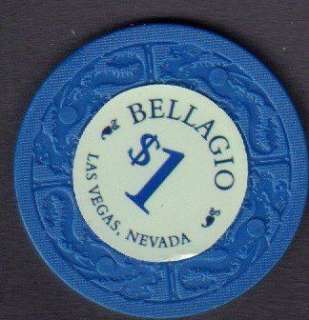 BELLAGIO
$1
LAS VEGAS, NEVADA